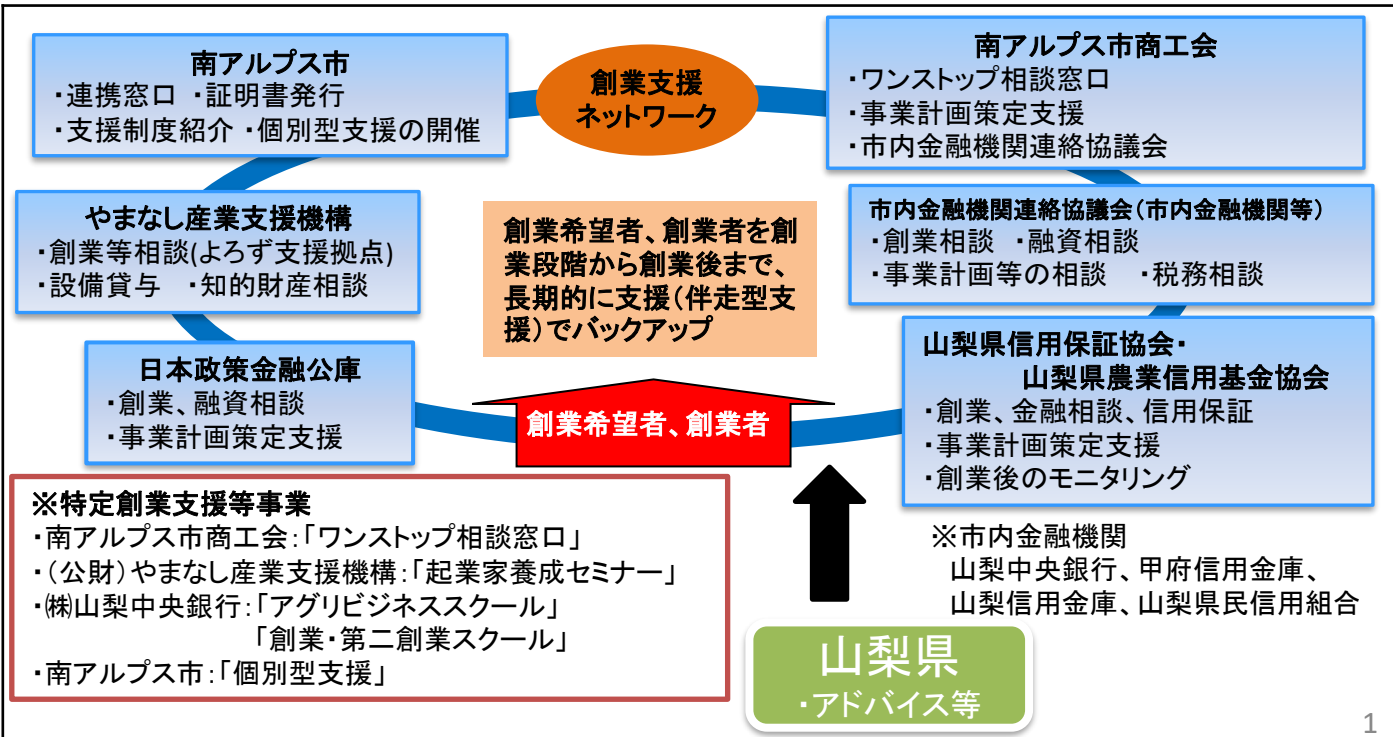 南アルプス市
・連携窓口 ・証明書発行
・支援制度紹介 ・個別型支援の開催
創業支援
ネットワーク
南アルプス市商工会
・ワンストップ相談窓口
・事業計画策定支援
・市内金融機関連絡協議会
やまなし産業支援機構
・創業等相談(よろず支援拠点)
・設備貸与 ・知的財産相談
創業希望者、創業者を創
業段階から創業後まで、
長期的に支援(伴走型支
援)でバックアップ
市内金融機関連絡協議会(市内金融機関等)
・創業相談 ・融資相談
・事業計画等の相談 ・税務相談
日本政策金融公庫
・創業、融資相談
・事業計画策定支援
創業希望者、創業者
山梨県信用保証協会・
山梨県農業信用基金協会
・創業、金融相談、信用保証
・事業計画策定支援
・創業後のモニタリング
※特定創業支援等事業
・南アルプス市商工会:「ワンストップ相談窓口」
・(公財)やまなし産業支援機構:「起業家養成セミナー」
・㈱山梨中央銀行:「アグリビジネススクール」
「創業・第二創業スクール」
・南アルプス市:「個別型支援」
※市内金融機関
山梨中央銀行、甲府信用金庫、
山梨信用金庫、山梨県民信用組合
山梨県
・アドバイス等
1